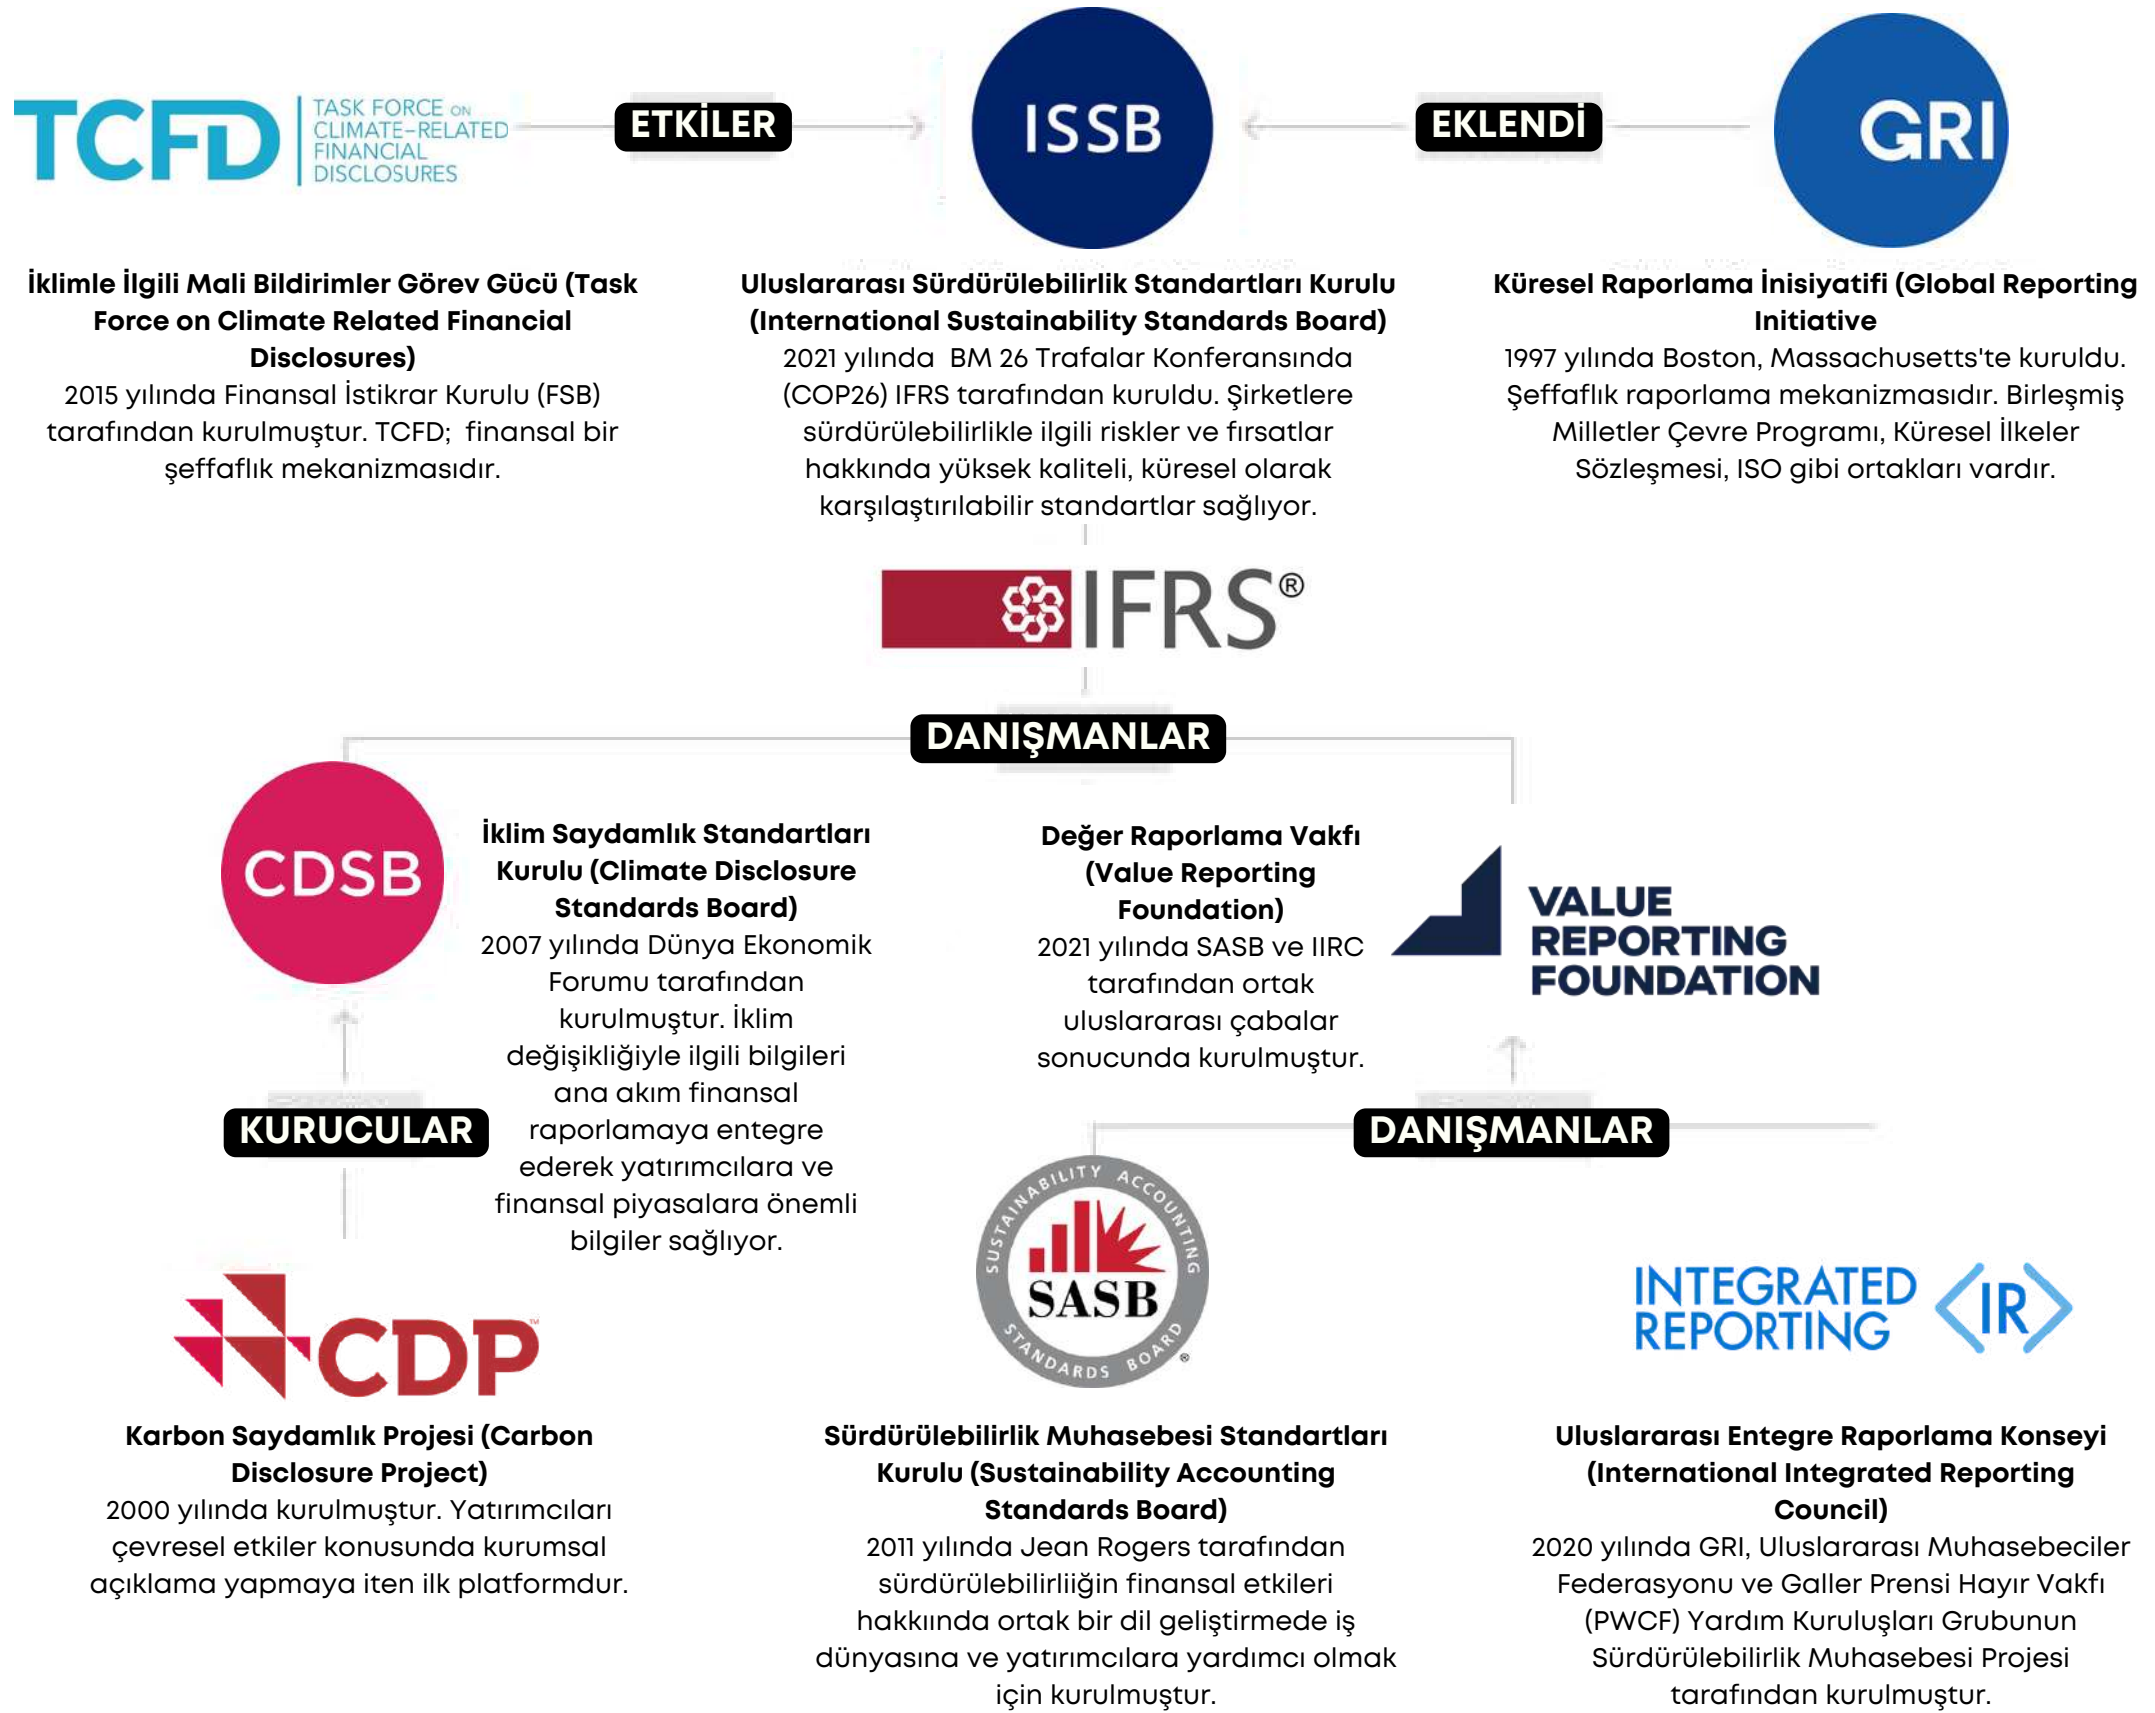 TCFD
TASK FORCE ON
CLIMATE-RELATED
FINANCIAL
DISCLOSURES
ETKİLER
ISSB
EKLENDİ
GRI
İklimle İlgili Mali Bildirimler Görev Gücü (Task
Force on Climate Related Financial
Disclosures)
2015 yılında Finansal İstikrar Kurulu (FSB)
tarafından kurulmuştur. TCFD; finansal bir
şeffaflık mekanizmasıdır.
Uluslararası Sürdürülebilirlik Standartları Kurulu
(International Sustainability Standards Board)
2021 yılında BM 26 Trafalar Konferansında
(COP26) IFRS tarafından kuruldu. Şirketlere
sürdürülebilirlikle ilgili riskler ve fırsatlar
hakkında yüksek kaliteli, küresel olarak
karşılaştırılabilir standartlar sağlıyor.
Küresel Raporlama İnisiyatifi (Global Reporting
Initiative
1997 yılında Boston, Massachusetts'te kuruldu.
Şeffaflık raporlama mekanizmasıdır. Birleşmiş
Milletler Çevre Programı, Küresel İlkeler
Sözleşmesi, ISO gibi ortakları vardır.
IFRS®
DANIŞMANLAR
CDSB
İklim Saydamlık Standartları
Kurulu (Climate Disclosure
Standards Board)
2007 yılında Dünya Ekonomik
Forumu tarafından
kurulmuştur. İklim
değişikliğiyle ilgili bilgileri
ana akım finansal
raporlamaya entegre
ederek yatırımcılara ve
finansal piyasalara önemli
bilgiler sağlıyor.
Değer Raporlama Vakfı
(Value Reporting
Foundation)
2021 yılında SASB ve IIRC
tarafından ortak
uluslararası çabalar
sonucunda kurulmuştur.
VALUE
REPORTING
FOUNDATION
KURUCULAR
DANIŞMANLAR
CDP™
Karbon Saydamlık Projesi (Carbon
Disclosure Project)
2000 yılında kurulmuştur. Yatırımcıları
çevresel etkiler konusunda kurumsal
açıklama yapmaya iten ilk platformdur.
SUSTAINABILITY ACCOUNTING
SASB
STANDARDS BOARD ®
Sürdürülebilirlik Muhasebesi Standartları
Kurulu (Sustainability Accounting
Standards Board)
2011 yılında Jean Rogers tarafından
sürdürülebilirliiğin finansal etkileri
hakkıında ortak bir dil geliştirmede iş
dünyasına ve yatırımcılara yardımcı olmak
için kurulmuştur.
INTEGRATED
REPORTING
<IR>
Uluslararası Entegre Raporlama Konseyi
(International Integrated Reporting
Council)
2020 yılında GRI, Uluslararası Muhasebeciler
Federasyonu ve Galler Prensi Hayır Vakfı
(PWCF) Yardım Kuruluşları Grubunun
Sürdürülebilirlik Muhasebesi Projesi
tarafından kurulmuştur.